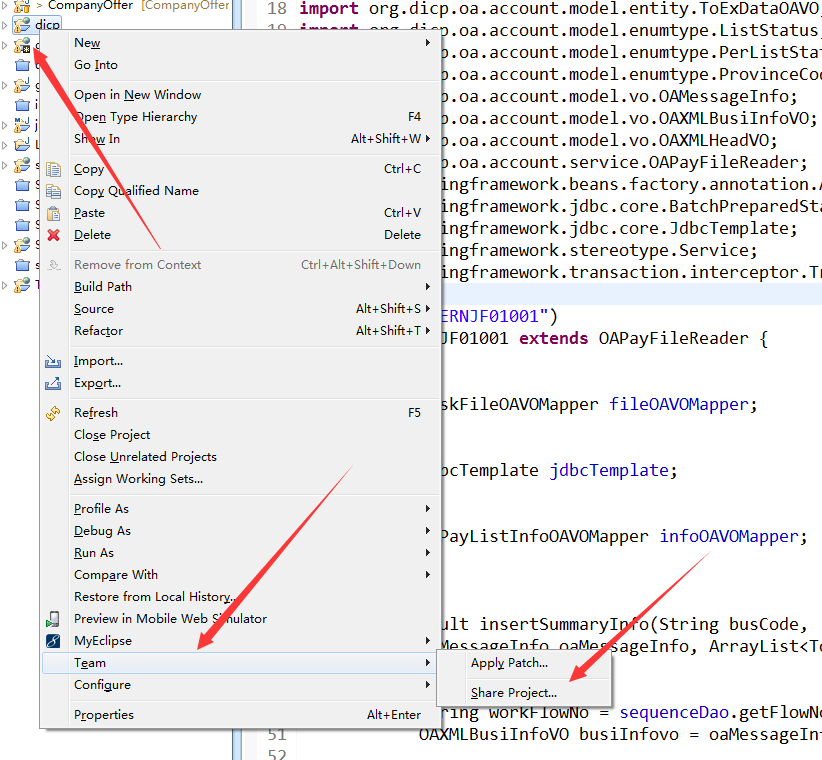 > CompanyOffer [CompanyOffer
dicp
New
Go Into
Open in New Window
Open Type Hierarchy F4
Show In Alt+Shift+W
Copy Ctrl+C
Copy Qualified Name
Paste Ctrl+V
Delete Delete
Remove from Context Ctrl+Alt+Shift+Down
Build Path
Source Alt+Shift+S
Refactor Alt+Shift+T
Import...
Export...
Refresh F5
Close Project
Close Unrelated Projects
Assign Working Sets...
Profile As
Debug As
Run As
Compare With
Restore from Local History...
Preview in Mobile Web Simulator
MyEclipse
Team
Configure
Properties Alt+Enter
Apply Patch...
Share Project...
18 import org.dicp.oa.account.model.entity.ToExDataOAVO;
import org.dicp.oa.account.model.enumtype.ListStatus;
p.oa.account.model.enumtype.PerListStat
p.oa.account.model.enumtype.ProvinceCod
p.oa.account.model.vo.OAMessageInfo;
p.oa.account.model.vo.OAXMLBusiInfoVO;
p.oa.account.model.vo.OAXMLHeadVO;
p.oa.account.service.OAPayFileReader;
ingframework.beans.factory.annotation.A
ingframework.jdbc.core.BatchPreparedSta
ingframework.jdbc.core.JdbcTemplate;
ingframework.stereotype.Service;
ingframework.transaction.interceptor.Tr
ERNJF01001")
JF01001 extends OAPayFileReader {
skFileOAVOMapper fileOAVOMapper;
bcTemplate jdbcTemplate;
PayListInfoOAVOMapper infoOAVOMapper;
ult insertSummaryInfo(String busCode,
MessageInfo oaMessageInfo, ArrayList<To
ring workFlowNo = sequenceDao.getFlowNo
51 OAXMLBusiInfoVO busiInfovo = oaMessageInf
52